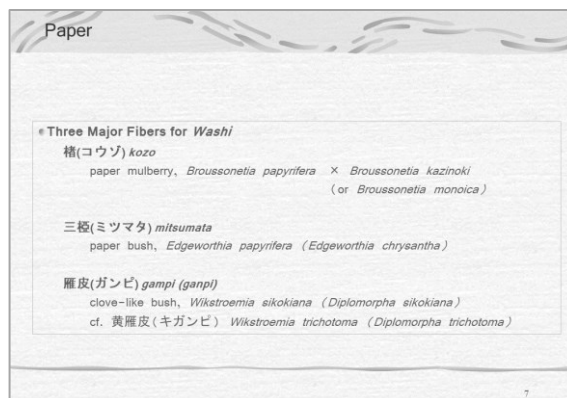 Paper
Three Major Fibers for Washi
楮(コウゾ) kozo
paper mulberry, Broussonetia papyrifera × Broussonetia kazinoki
(or Broussonetia monoica)
三椏(ミツマタ) mitsumata
paper bush, Edgeworthia papyrifera (Edgeworthia chrysantha)
雁皮(ガンピ) gampi (ganpi)
clove-like bush, Wikstroemia sikokiana (Diplomorpha sikokiana)
cf. 黄雁皮(キガンピ) Wikstroemia trichotoma (Diplomorpha trichotoma)
7